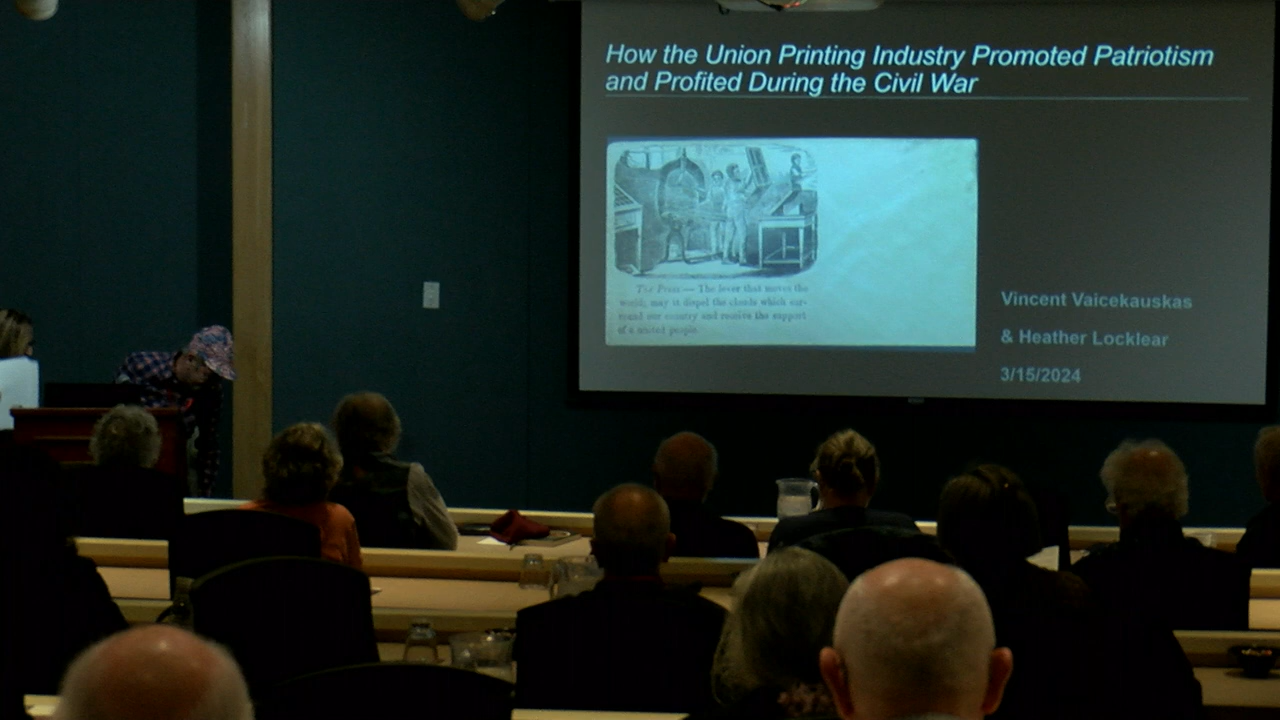 How the Union Printing Industry Promoted Patriotism
and Profited During the Civil War
The Press — The lever that moves the
world; may it dispel the clouds which sur-
round our country and receive the support
of a united people.
Vincent Vaicekauskas
& Heather Locklear
3/15/2024